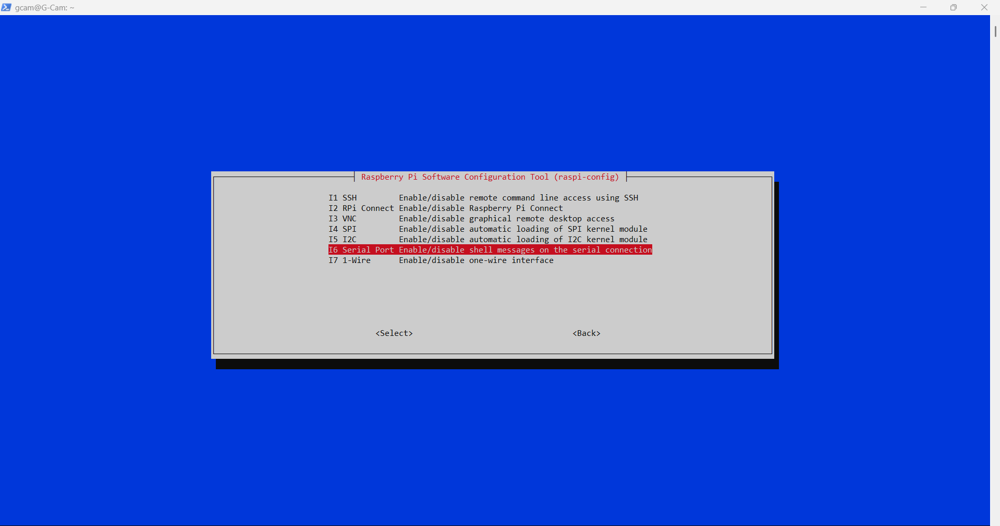 gcam@G-Cam: ~
Raspberry Pi Software Configuration Tool (raspi-config)
I1 SSH Enable/disable remote command line access using SSH
I2 RPi Connect Enable/disable Raspberry Pi Connect
I3 VNC Enable/disable graphical remote desktop access
I4 SPI Enable/disable automatic loading of SPI kernel module
I5 I2C Enable/disable automatic loading of I2C kernel module
I6 Serial Port Enable/disable shell messages on the serial connection
I7 1-Wire Enable/disable one-wire interface
<Select> <Back>